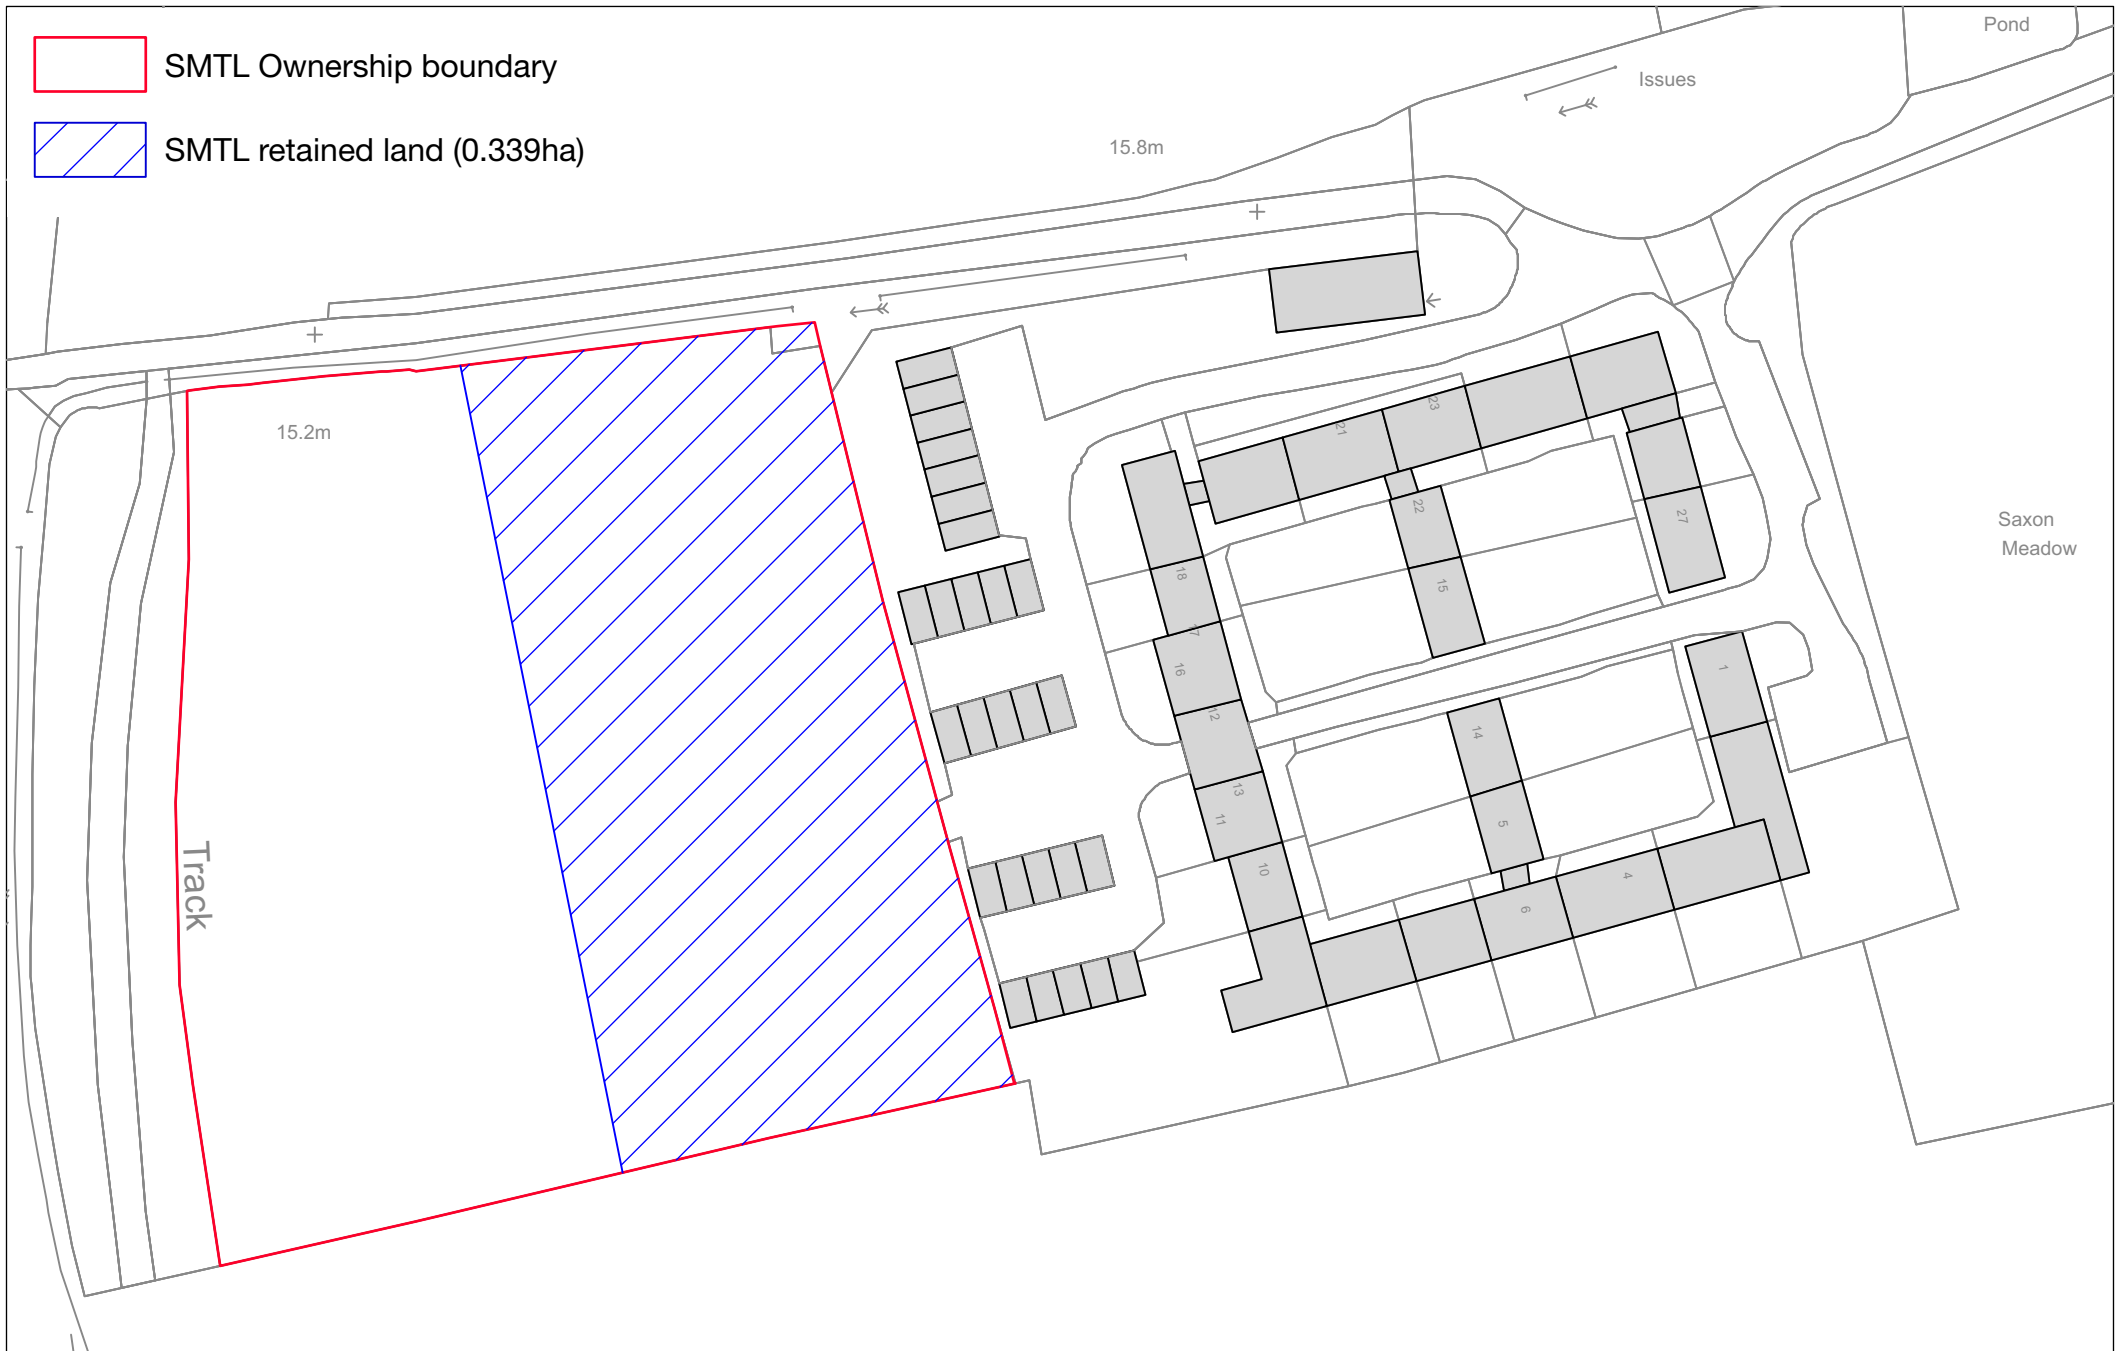 SMTL Ownership boundary
SMTL retained land (0.339ha)
Pond
Issues
15.8m
15.2m
Track
Saxon
Meadow
23
21
22
27
18
15
17
16
1
12
14
13
11
5
10
4
6